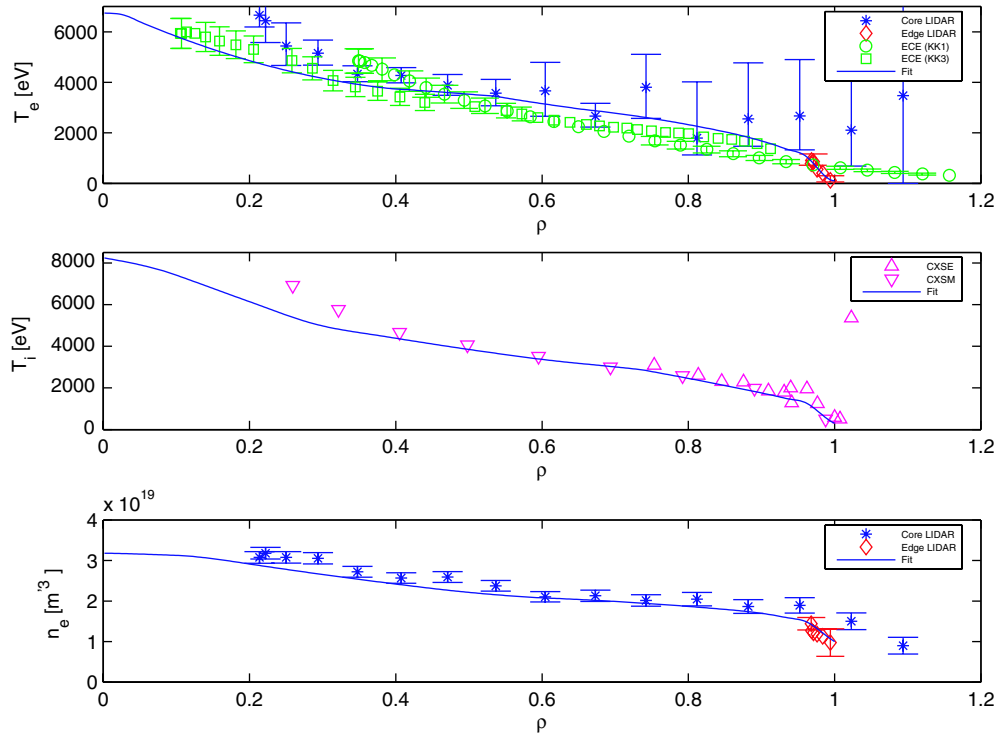 6000
4000
2000
0
T_e [eV]
Core LIDAR
Edge LIDAR
ECE (KK1)
ECE (KK3)
Fit
0 0.2 0.4 0.6 0.8 1 1.2
ρ
8000
6000
4000
2000
0
T_i [eV]
CXSE
CXSM
Fit
0 0.2 0.4 0.6 0.8 1 1.2
ρ
x 10^19
4
3
2
1
0
n_e [m^-3]
Core LIDAR
Edge LIDAR
Fit
0 0.2 0.4 0.6 0.8 1 1.2
ρ